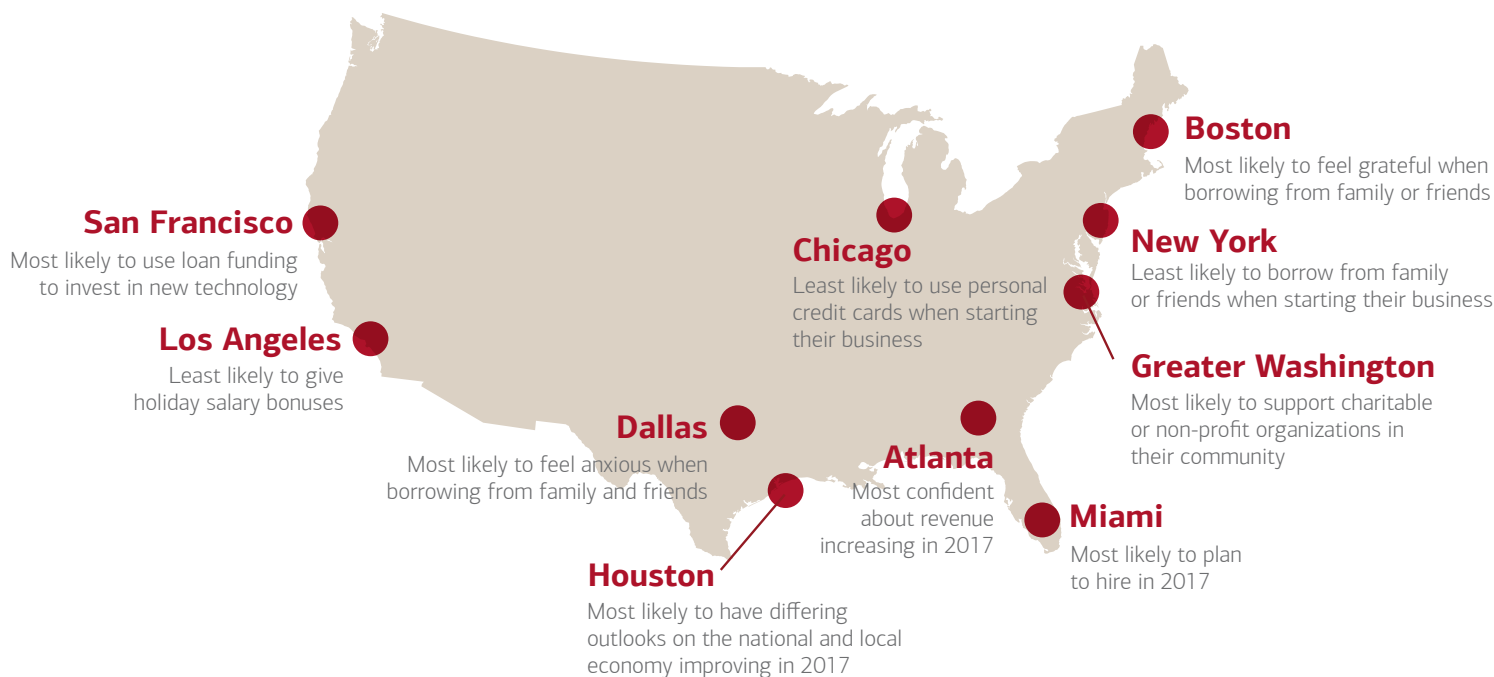 Boston
Most likely to feel grateful when
borrowing from family or friends
San Francisco
Most likely to use loan funding
to invest in new technology
Chicago
Least likely to use personal
credit cards when starting
their business
New York
Least likely to borrow from family
or friends when starting their business
Los Angeles
Least likely to give
holiday salary bonuses
Greater Washington
Most likely to support charitable
or non-profit organizations in
their community
Dallas
Most likely to feel anxious when
borrowing from family and friends
Atlanta
Most confident
about revenue
increasing in 2017
Miami
Most likely to plan
to hire in 2017
Houston
Most likely to have differing
outlooks on the national and local
economy improving in 2017